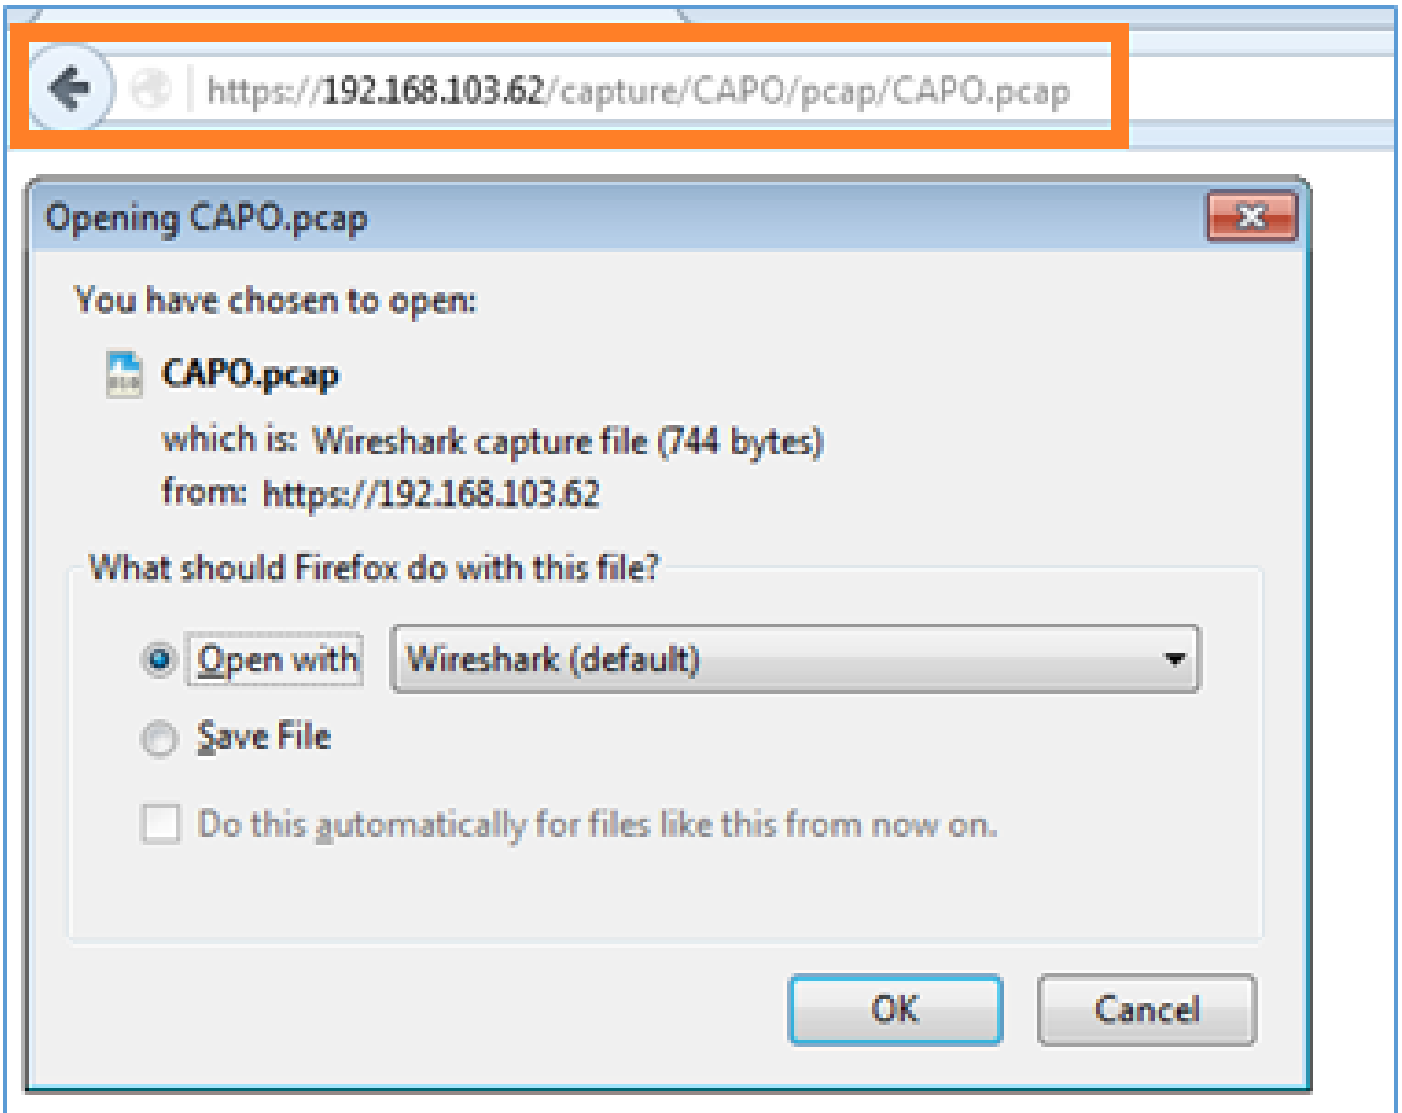 https://192.168.103.62/capture/CAPO/pcap/CAPO.pcap
Opening CAPO.pcap
You have chosen to open:
CAPO.pcap
which is: Wireshark capture file (744 bytes)
from: https://192.168.103.62
What should Firefox do with this file?
Open with Wireshark (default)
Save File
Do this automatically for files like this from now on.
OK Cancel